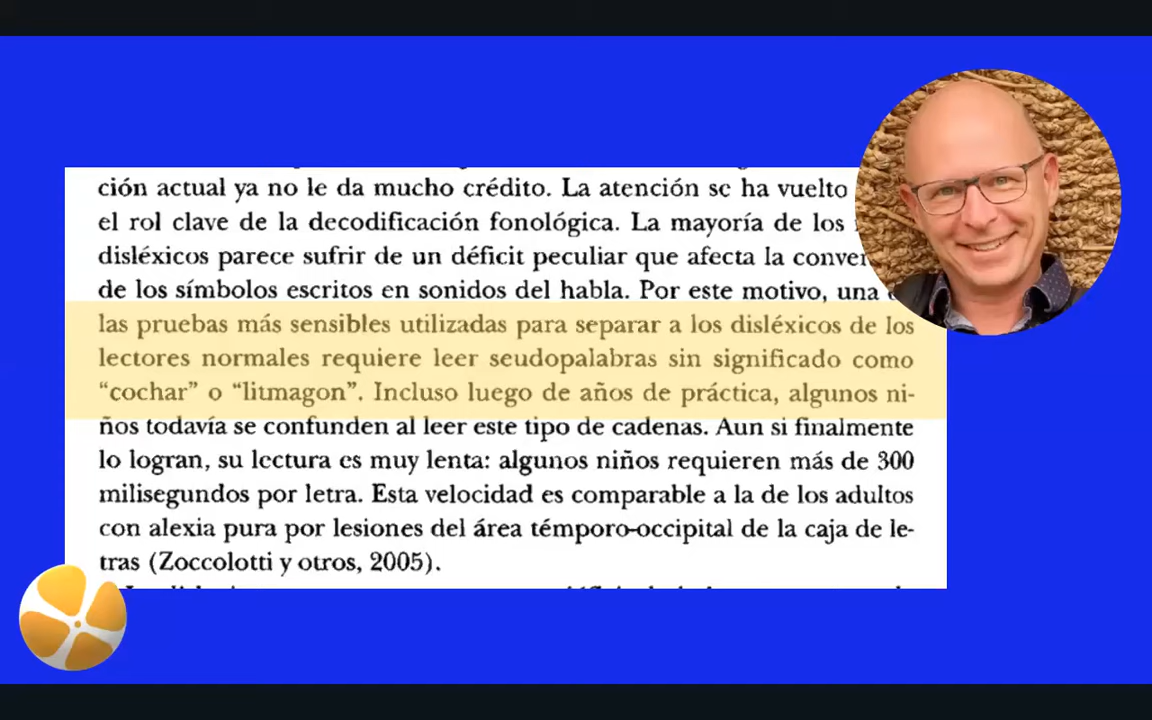 ción actual ya no le da mucho crédito. La atención se ha vuelto
el rol clave de la decodificación fonológica. La mayoría de los
disléxicos parece sufrir de un déficit peculiar que afecta la
de los símbolos escritos en sonidos del habla. Por este motivo, una
las pruebas más sensibles utilizadas para separar a los disléxicos de los
lectores normales requiere leer seudopalabras sin significado como
“cochar” o “litmagon”. Incluso luego de años de práctica, algunos ni-
ños todavía se confunden al leer este tipo de cadenas. Aun si finalmente
lo logran, su lectura es muy lenta: algunos niños requieren más de 300
milisegundos por letra. Esta velocidad es comparable a la de los adultos
con alexia pura por lesiones del área témporo-occipital de la caja de le-
tras (Zoccolotti y otros, 2005).